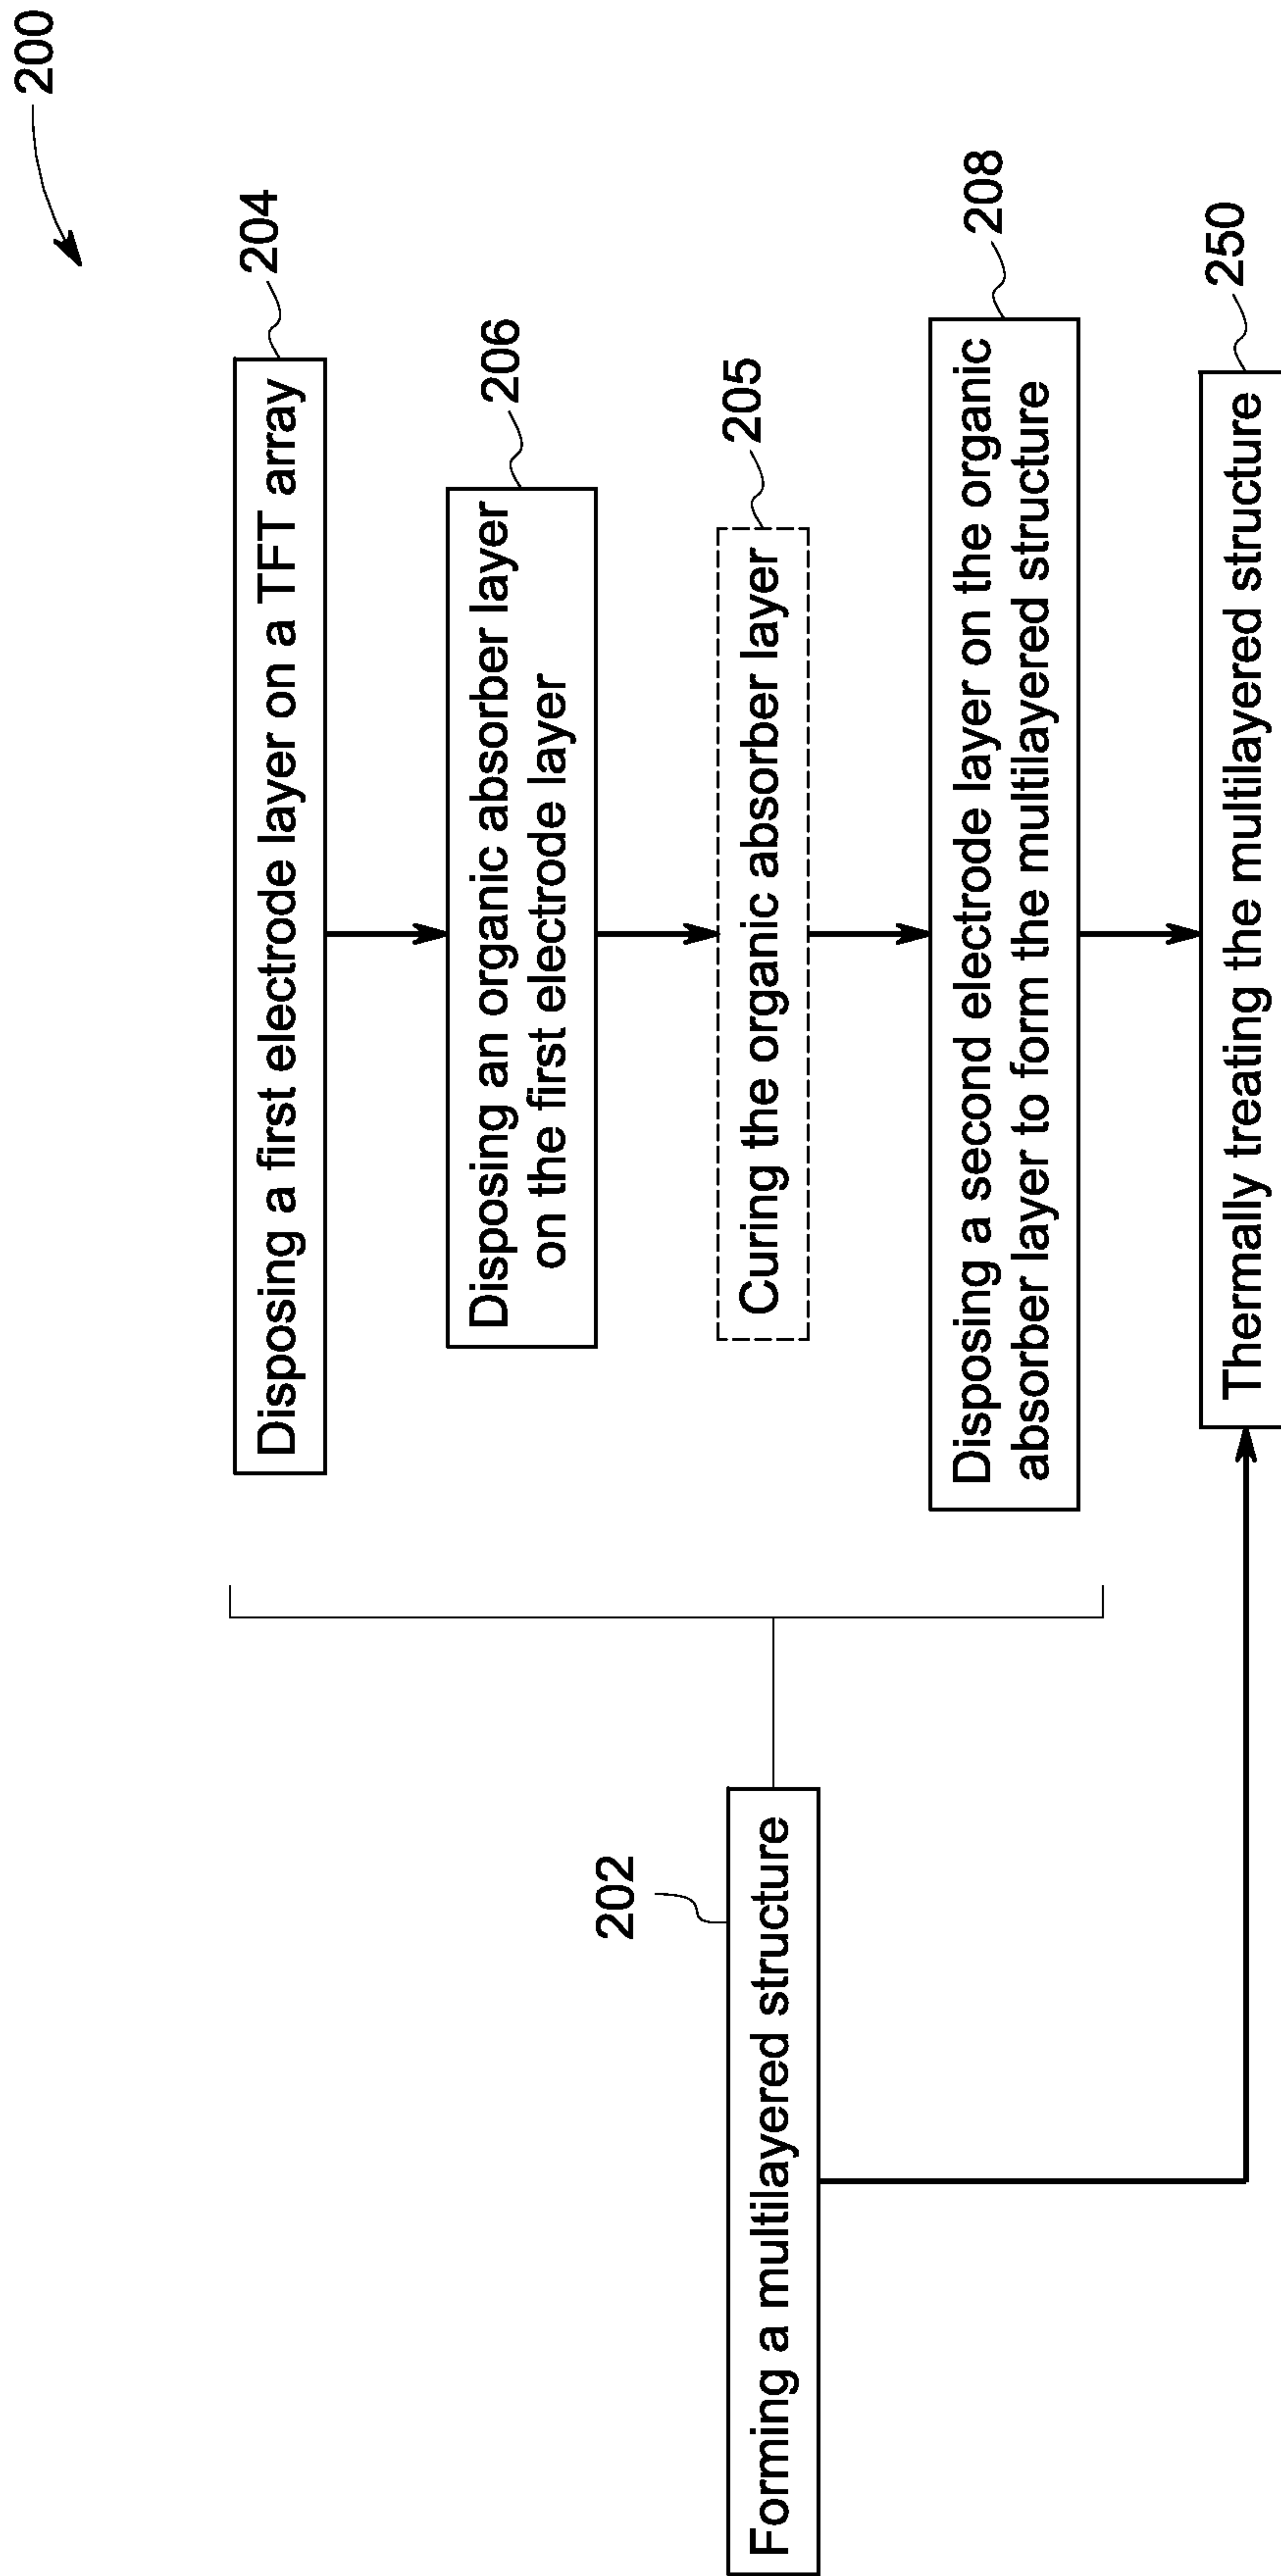 200
204
Disposing a first electrode layer on a TFT array
206
Disposing an organic absorber layer
on the first electrode layer
205
Curing the organic absorber layer
208
Disposing a second electrode layer on the organic
absorber layer to form the multilayered structure
202
Forming a multilayered structure
250
Thermally treating the multilayered structure